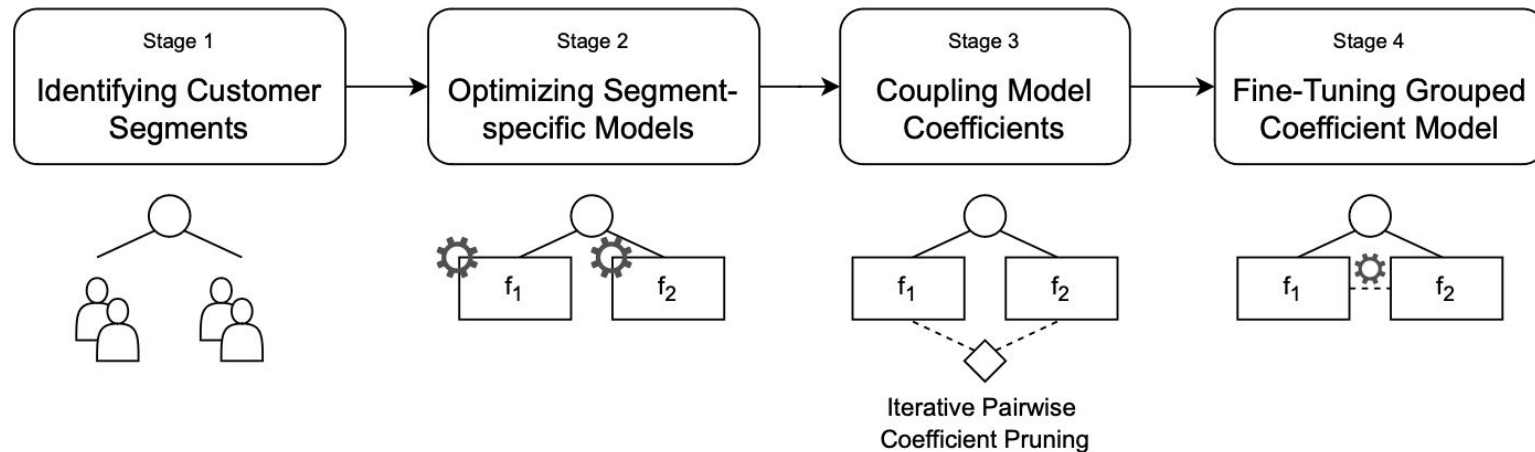 Stage 1
Identifying Customer
Segments
Stage 2
Optimizing Segment-
specific Models
Stage 3
Coupling Model
Coefficients
Stage 4
Fine-Tuning Grouped
Coefficient Model
f1
f2
f1
f2
f1
f2
Iterative Pairwise
Coefficient Pruning